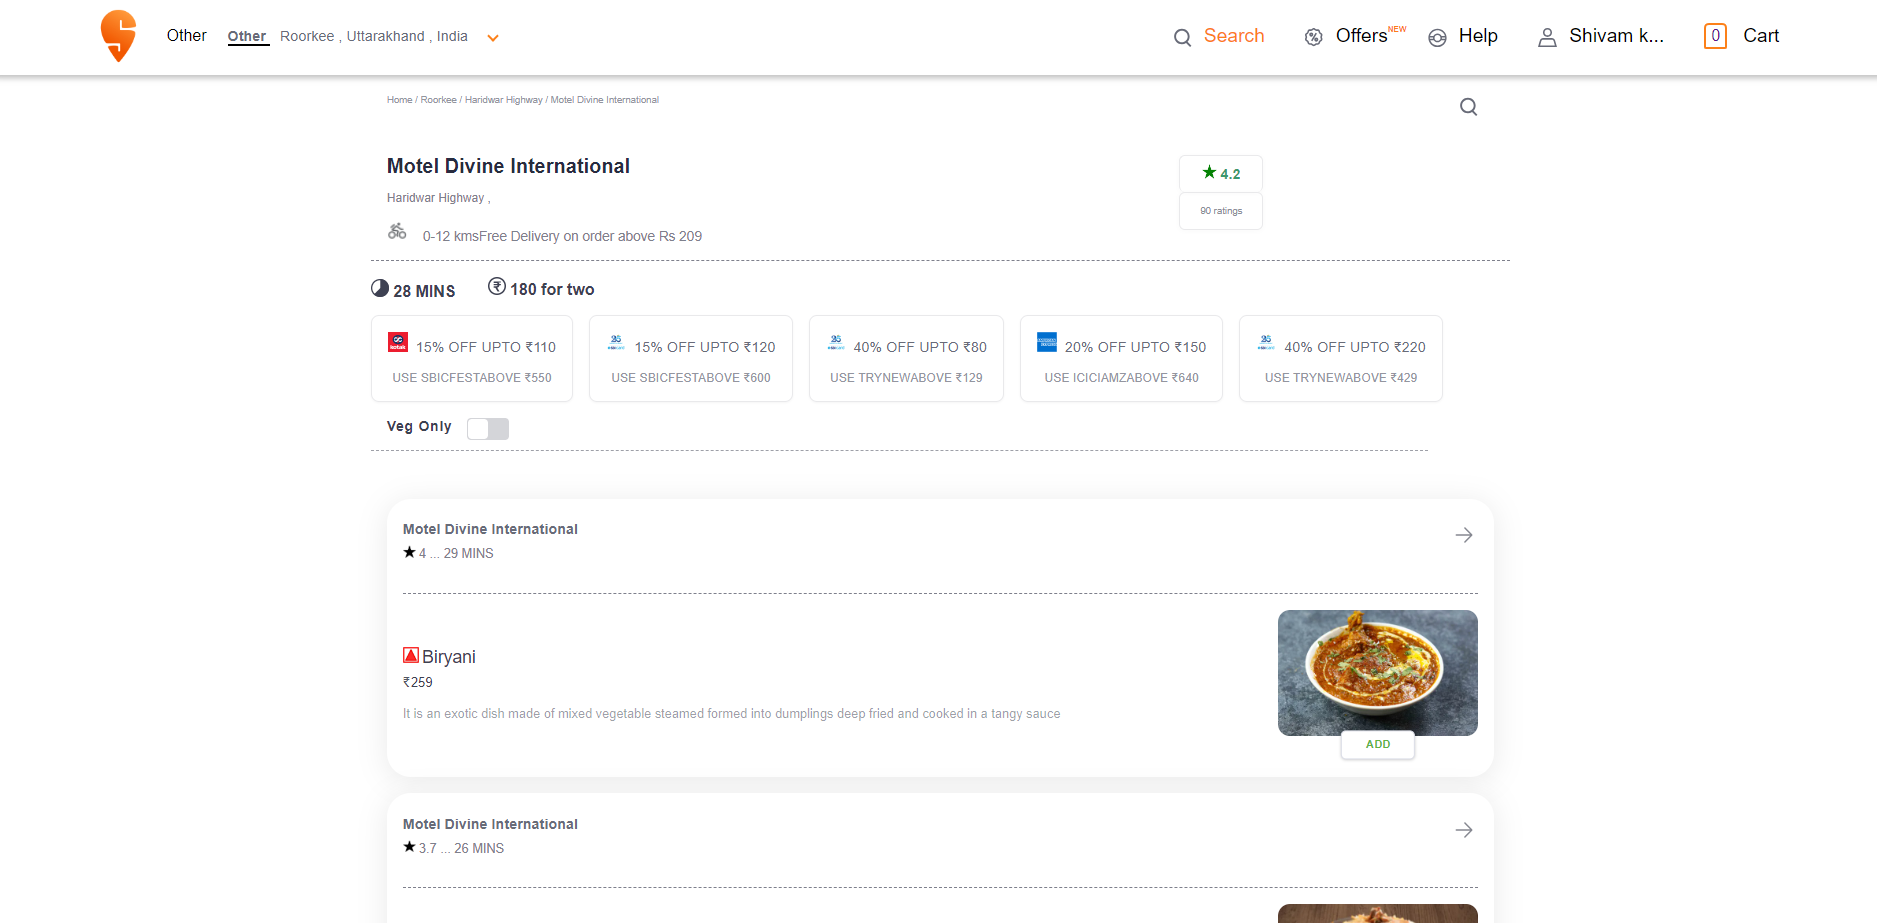 Other Other Roorkee , Uttarakhand , India Search Offers NEW Help Shivam k... 0 Cart
Home / Roorkee / Haridwar Highway / Motel Divine International
Motel Divine International
★ 4.2
Haridwar Highway ,
90 ratings
0-12 kmsFree Delivery on order above Rs 209
28 MINS ₹ 180 for two
kotak 15% OFF UPTO ₹110 15% OFF UPTO ₹120 40% OFF UPTO ₹80 20% OFF UPTO ₹150 40% OFF UPTO ₹220
USE SBICFESTABOVE ₹550 USE SBICFESTABOVE ₹600 USE TRYNEWABOVE ₹129 USE ICICIAMZABOVE ₹640 USE TRYNEWABOVE ₹429
Veg Only
Motel Divine International
★ 4 ... 29 MINS
Biryani
₹259
It is an exotic dish made of mixed vegetable steamed formed into dumplings deep fried and cooked in a tangy sauce
ADD
Motel Divine International
★ 3.7 ... 26 MINS